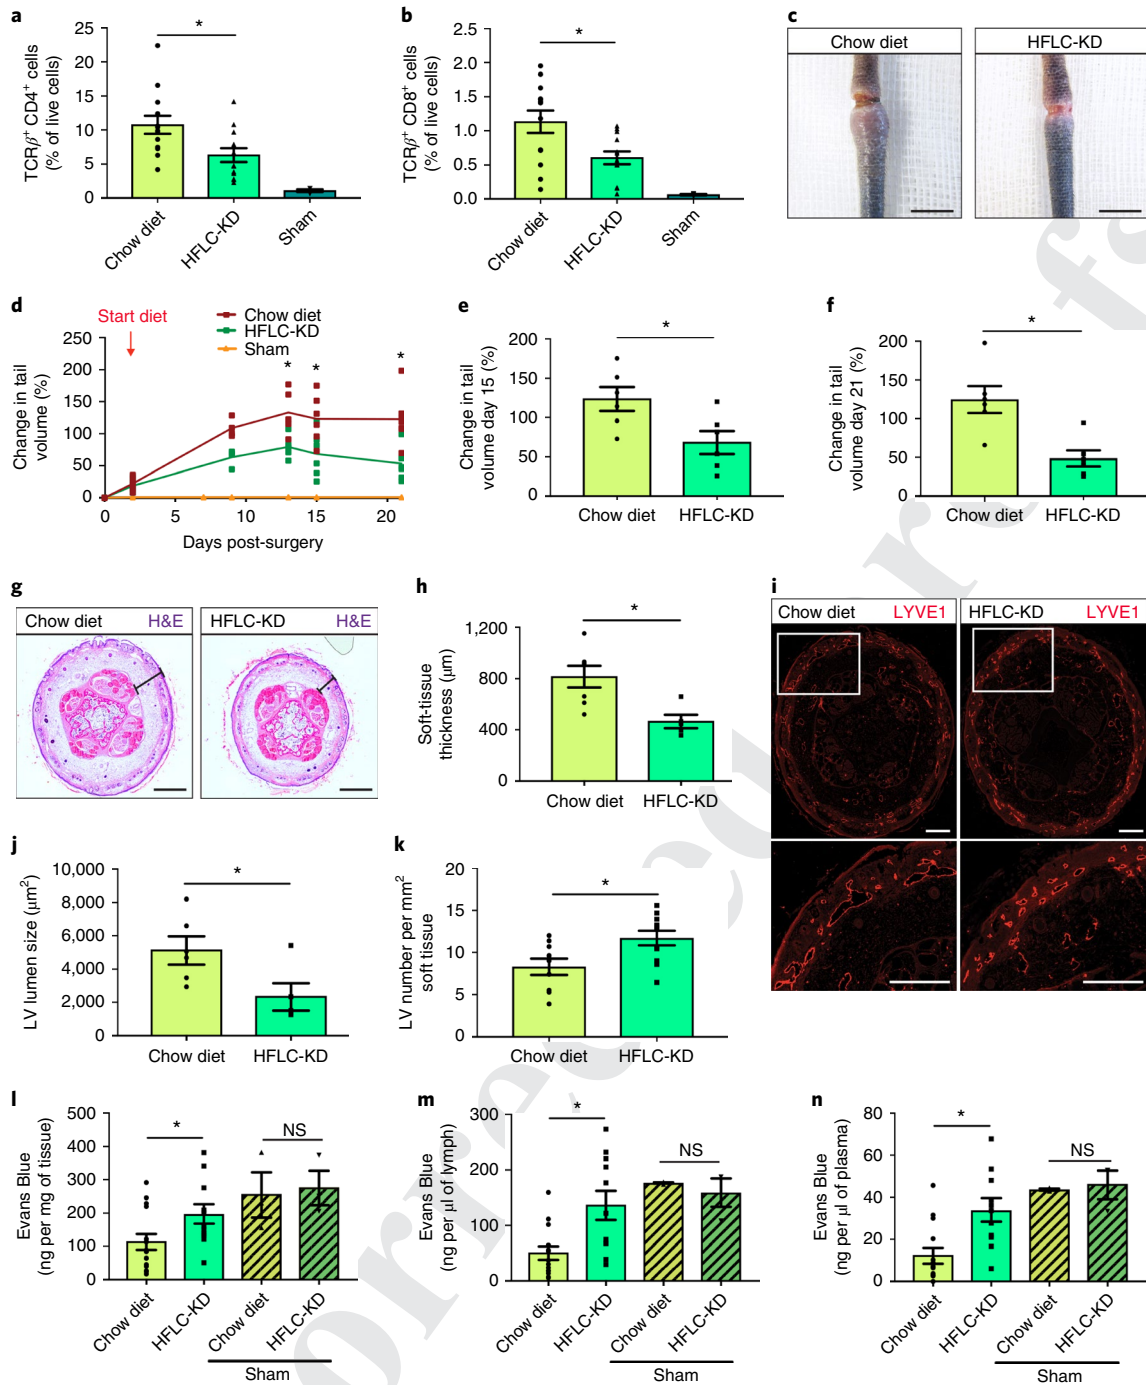 a
TCRβ+ CD4+ cells
(% of live cells)
25
20
15
10
5
0
*
Chow diet
HFLC-KD
Sham
b
TCRβ+ CD8+ cells
(% of live cells)
2.5
2.0
1.5
1.0
0.5
0.0
*
Chow diet
HFLC-KD
Sham
c
Chow diet
HFLC-KD
d
Start diet
Chow diet
HFLC-KD
Sham
Change in tail
volume (%)
250
200
150
100
50
0
* * *
0 5 10 15 20
Days post-surgery
e
Change in tail
volume day 15 (%)
200
150
100
50
0
*
Chow diet HFLC-KD
f
Change in tail
volume day 21 (%)
200
150
100
50
0
*
Chow diet HFLC-KD
g
Chow diet H&E
HFLC-KD H&E
h
Soft-tissue
thickness (μm)
1,200
800
400
0
*
Chow diet HFLC-KD
i
Chow diet LYVE1
HFLC-KD LYVE1
j
LV lumen size (μm²)
10,000
8,000
6,000
4,000
2,000
0
*
Chow diet HFLC-KD
k
LV number per mm²
soft tissue
20
15
10
5
0
*
Chow diet HFLC-KD
l
Evans Blue
(ng per mg of tissue)
500
400
300
200
100
0
* NS
Chow diet
HFLC-KD
Chow diet
HFLC-KD
Sham
m
Evans Blue
(ng per μl of lymph)
300
200
100
0
* NS
Chow diet
HFLC-KD
Chow diet
HFLC-KD
Sham
n
Evans Blue
(ng per μl of plasma)
80
60
40
20
0
* NS
Chow diet
HFLC-KD
Chow diet
HFLC-KD
Sham